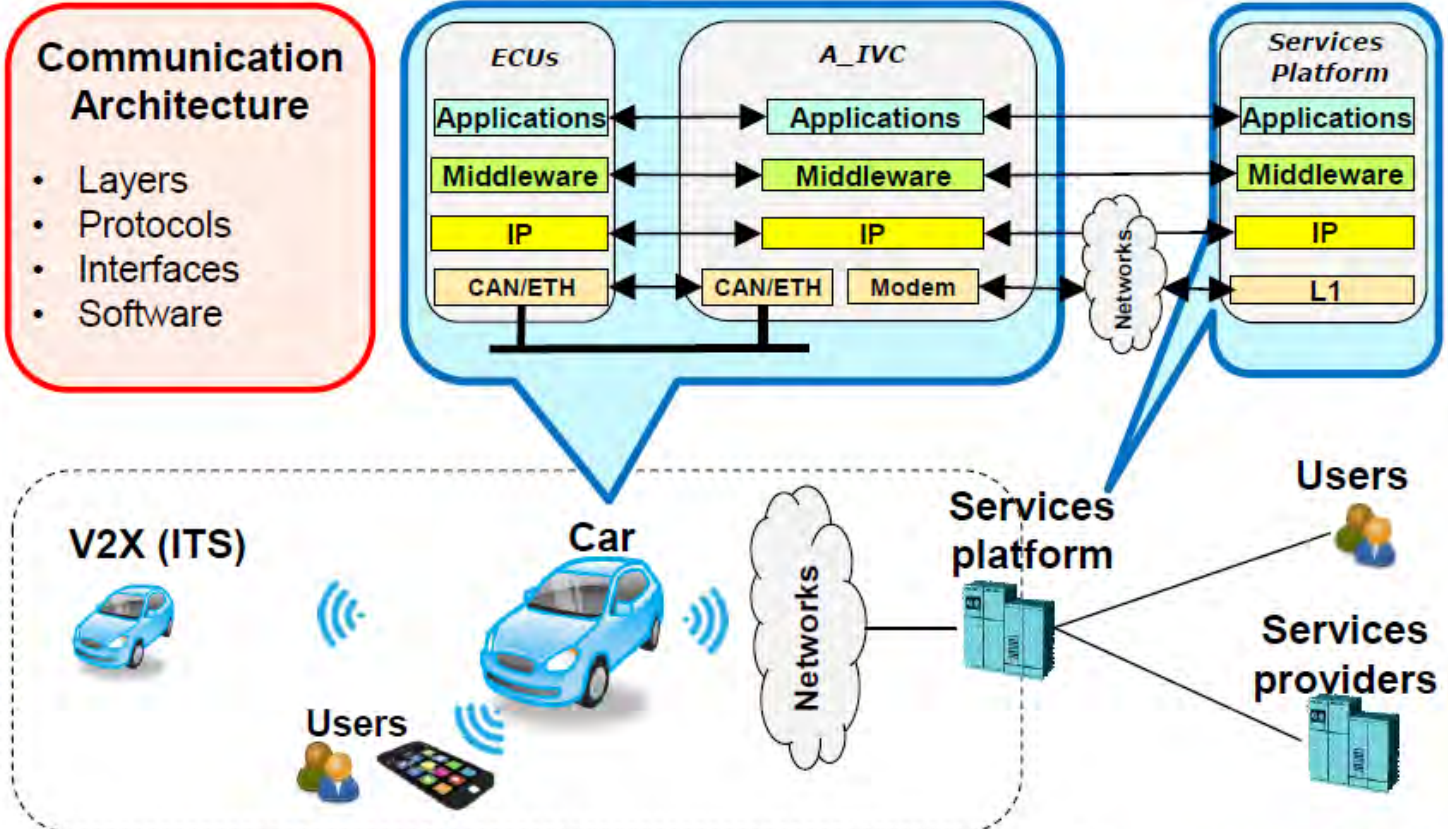 Communication
Architecture
• Layers
• Protocols
• Interfaces
• Software
ECUs
Applications
Middleware
IP
CAN/ETH
A_IVC
Applications
Middleware
IP
CAN/ETH
Modem
Networks
Services
Platform
Applications
Middleware
IP
L1
V2X (ITS)
Car
Users
Networks
Services
platform
Users
Services
providers